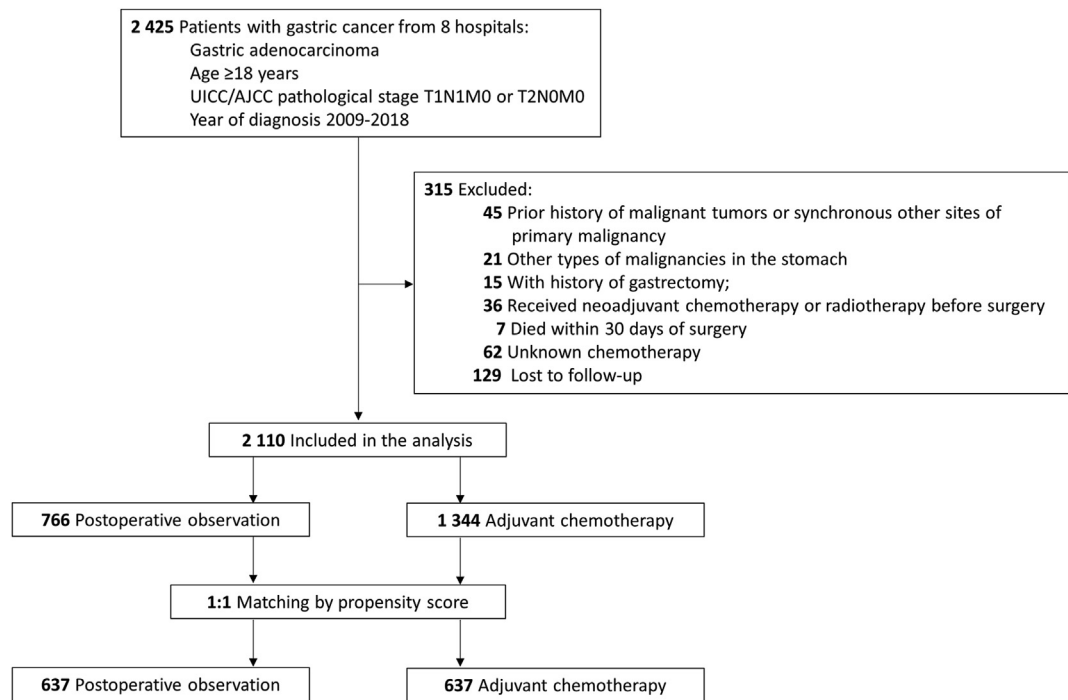 2 425 Patients with gastric cancer from 8 hospitals:
Gastric adenocarcinoma
Age ≥18 years
UICC/AJCC pathological stage T1N1M0 or T2N0M0
Year of diagnosis 2009-2018
315 Excluded:
45 Prior history of malignant tumors or synchronous other sites of
primary malignancy
21 Other types of malignancies in the stomach
15 With history of gastrectomy;
36 Received neoadjuvant chemotherapy or radiotherapy before surgery
7 Died within 30 days of surgery
62 Unknown chemotherapy
129 Lost to follow-up
2 110 Included in the analysis
766 Postoperative observation
1 344 Adjuvant chemotherapy
1:1 Matching by propensity score
637 Postoperative observation
637 Adjuvant chemotherapy